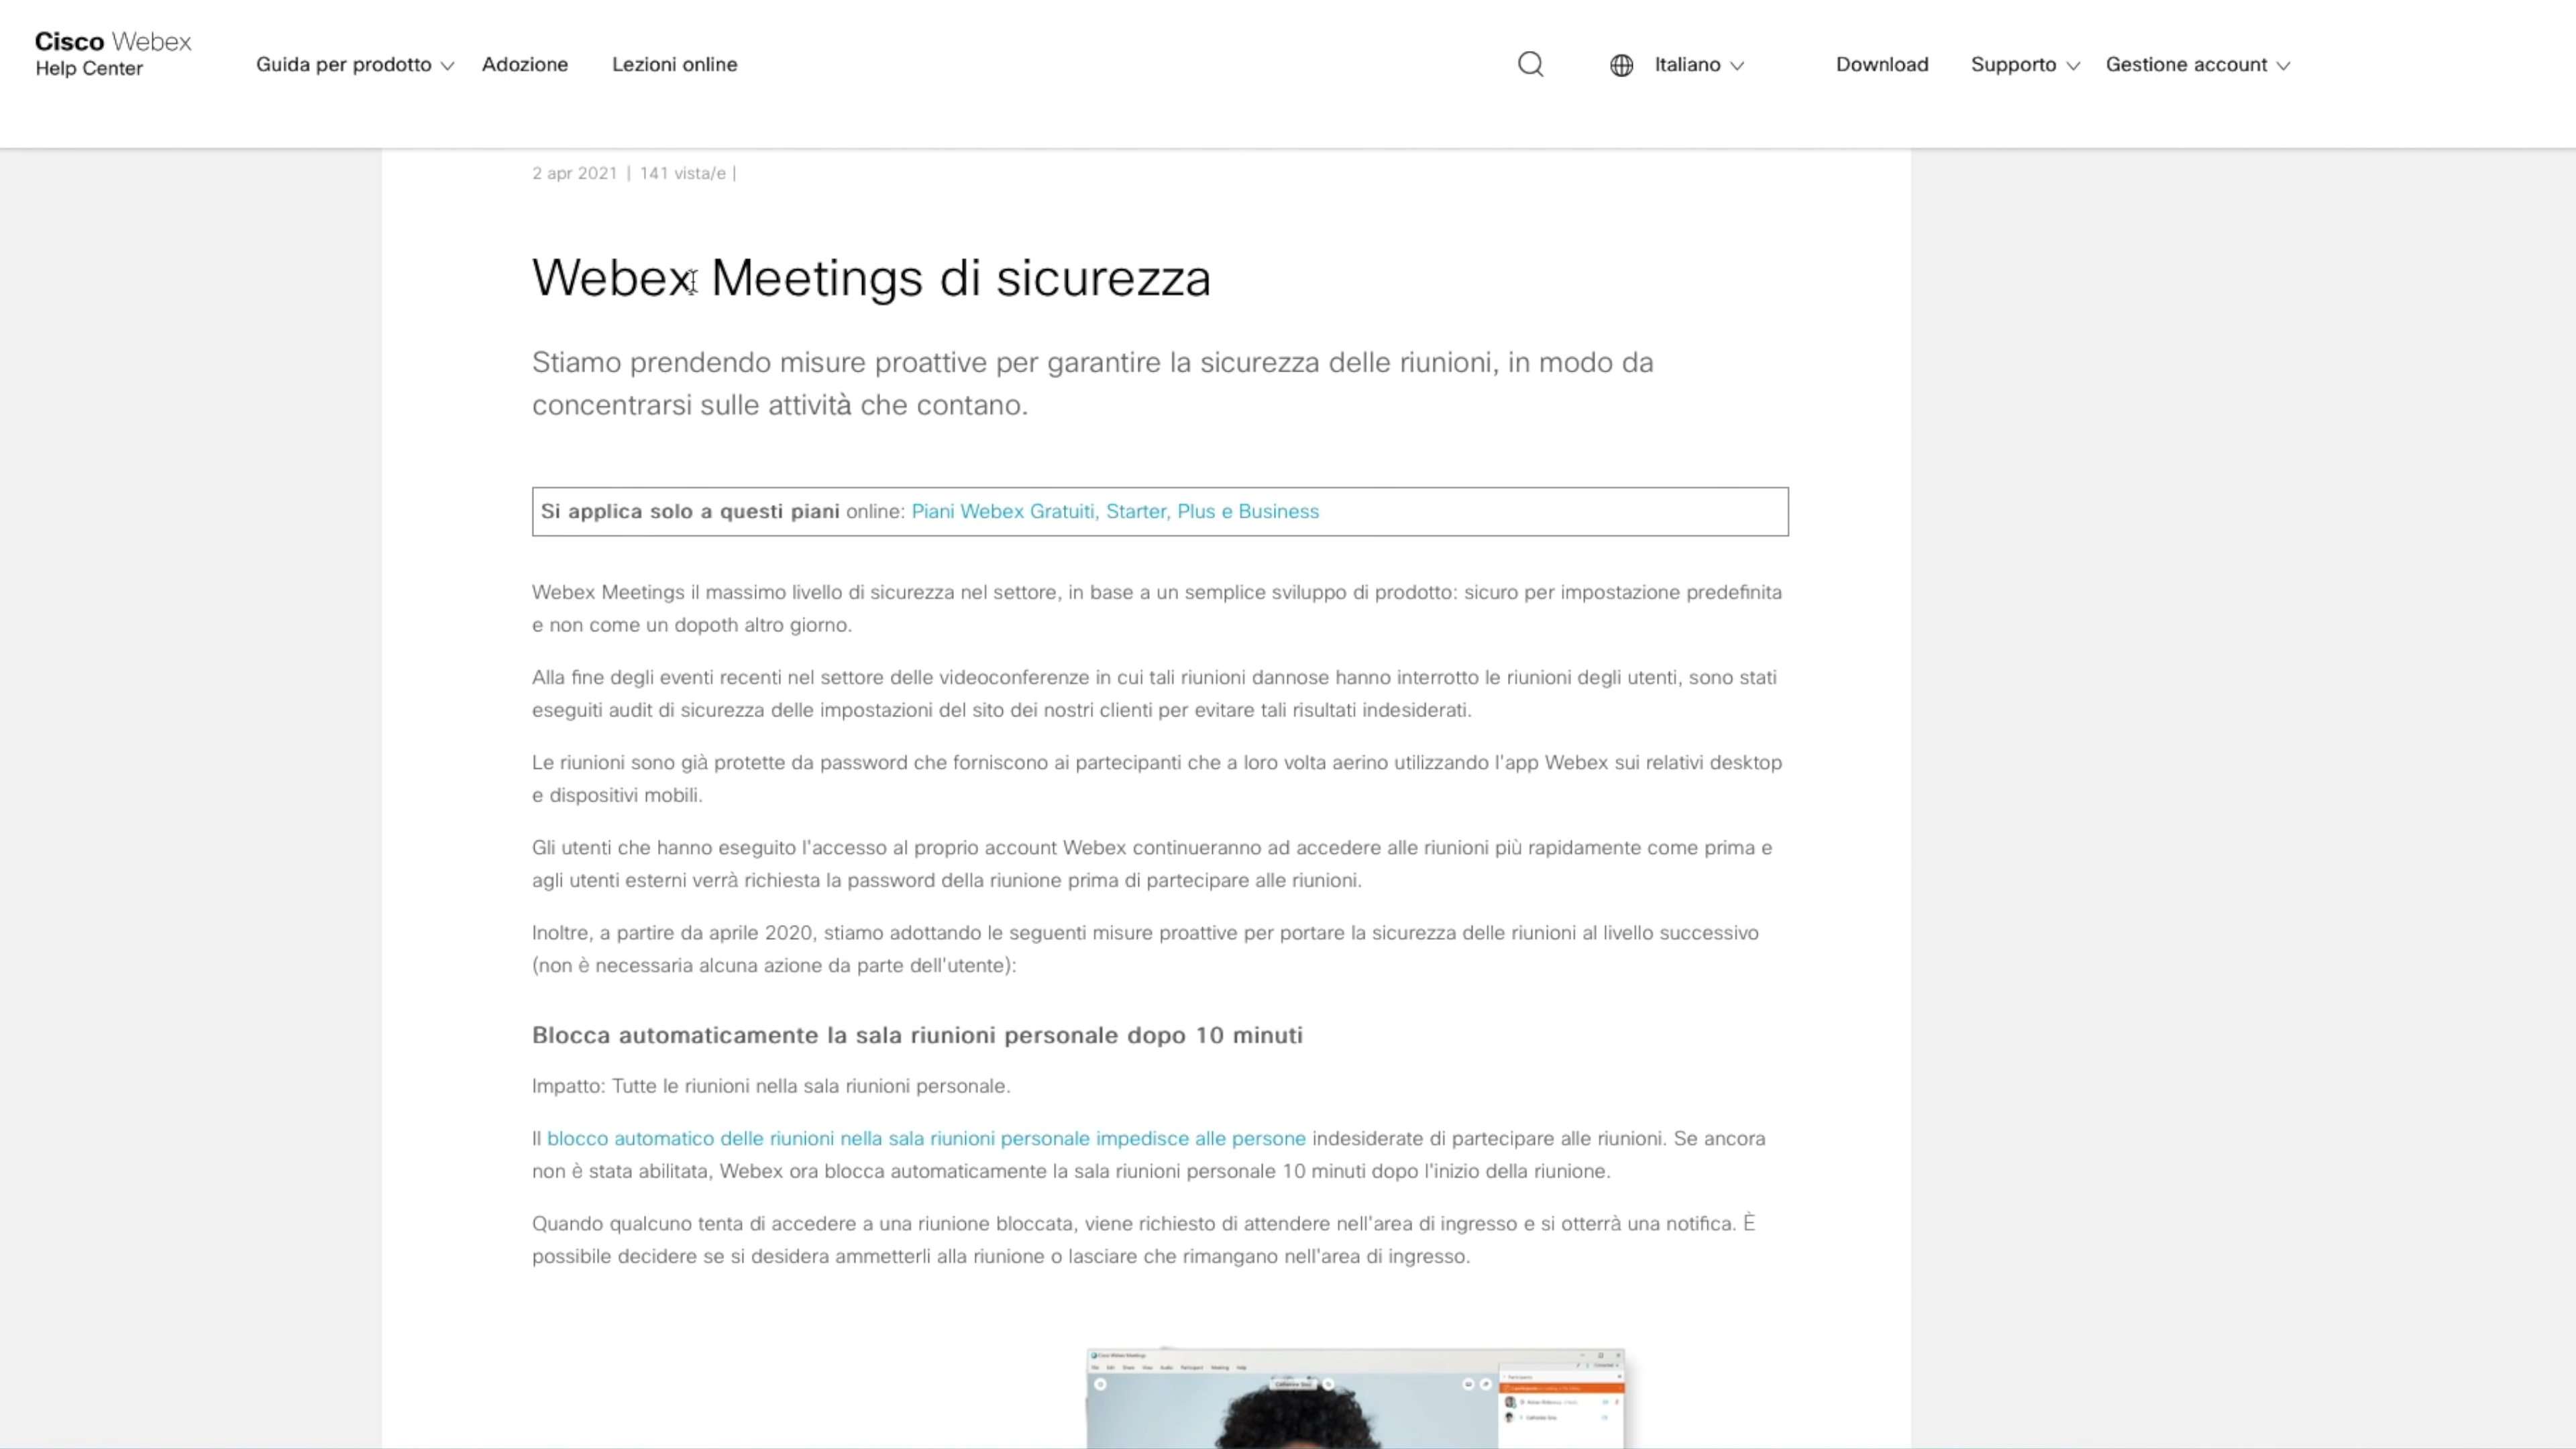 Cisco Webex
Help Center
Guida per prodotto
Adozione
Lezioni online
Italiano
Download
Supporto
Gestione account
2 apr 2021 | 141 vista/e |
Webex Meetings di sicurezza
Stiamo prendendo misure proattive per garantire la sicurezza delle riunioni, in modo da
concentrarsi sulle attività che contano.
Si applica solo a questi piani online: Piani Webex Gratuiti, Starter, Plus e Business
Webex Meetings il massimo livello di sicurezza nel settore, in base a un semplice sviluppo di prodotto: sicuro per impostazione predefinita
e non come un dopoth altro giorno.
Alla fine degli eventi recenti nel settore delle videoconferenze in cui tali riunioni dannose hanno interrotto le riunioni degli utenti, sono stati
eseguiti audit di sicurezza delle impostazioni del sito dei nostri clienti per evitare tali risultati indesiderati.
Le riunioni sono già protette da password che forniscono ai partecipanti che a loro volta aerino utilizzando l'app Webex sui relativi desktop
e dispositivi mobili.
Gli utenti che hanno eseguito l'accesso al proprio account Webex continueranno ad accedere alle riunioni più rapidamente come prima e
agli utenti esterni verrà richiesta la password della riunione prima di partecipare alle riunioni.
Inoltre, a partire da aprile 2020, stiamo adottando le seguenti misure proattive per portare la sicurezza delle riunioni al livello successivo
(non è necessaria alcuna azione da parte dell'utente):
Blocca automaticamente la sala riunioni personale dopo 10 minuti
Impatto: Tutte le riunioni nella sala riunioni personale.
Il blocco automatico delle riunioni nella sala riunioni personale impedisce alle persone indesiderate di partecipare alle riunioni. Se ancora
non è stata abilitata, Webex ora blocca automaticamente la sala riunioni personale 10 minuti dopo l'inizio della riunione.
Quando qualcuno tenta di accedere a una riunione bloccata, viene richiesto di attendere nell'area di ingresso e si otterrà una notifica. È
possibile decidere se si desidera ammetterli alla riunione o lasciare che rimangano nell'area di ingresso.
Cisco Webex Meetings
File Edit Share View Audio Participant Meeting Help
Participants